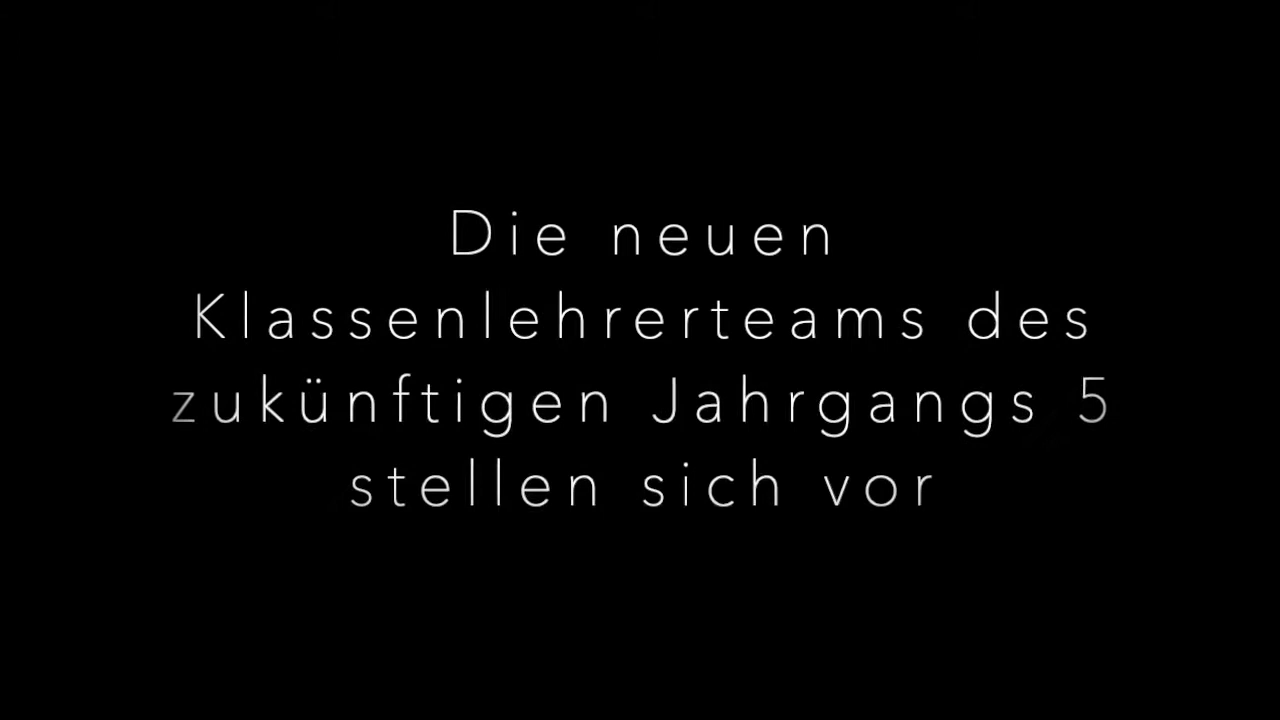 Die neuen
Klassenlehrerteams des
zukünftigen Jahrgangs 5
stellen sich vor